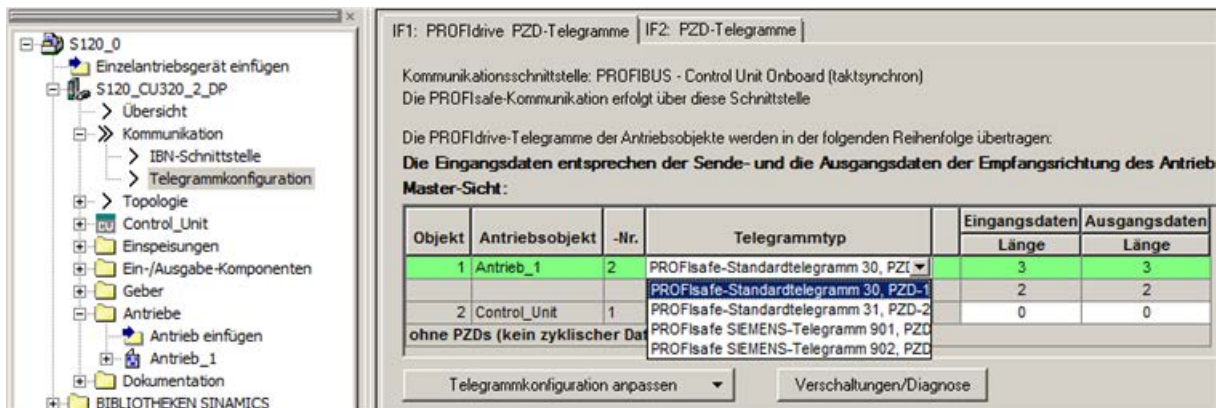 S120_0
Einzelantriebsgerät einfügen
S120_CU320_2_DP
Übersicht
Kommunikation
IBN-Schnittstelle
Telegrammkonfiguration
Topologie
Control_Unit
Einspeisungen
Ein-/Ausgabe-Komponenten
Geber
Antriebe
Antrieb einfügen
Antrieb_1
Dokumentation
BIBLIOTHEKEN SINAMICS
IF1: PROFIdrive PZD-Telegramme IF2: PZD-Telegramme
Kommunikationsschnittstelle: PROFIBUS - Control Unit Onboard (taktsynchron)
Die PROFIsafe-Kommunikation erfolgt über diese Schnittstelle
Die PROFIdrive-Telegramme der Antriebsobjekte werden in der folgenden Reihenfolge übertragen:
Die Eingangsdaten entsprechen der Sende- und die Ausgangsdaten der Empfangsrichtung des Antrieb
Master-Sicht:
Objekt Antriebsobjekt -Nr. Telegrammtyp Eingangsdaten Ausgangsdaten
Länge Länge
1 Antrieb_1 2 PROFIsafe-Standardtelegramm 30, PZD 3 3
PROFIsafe-Standardtelegramm 30, PZD-1 2 2
PROFIsafe-Standardtelegramm 31, PZD-2
2 Control_Unit 1 0 0
PROFIsafe SIEMENS-Telegramm 901, PZD
ohne PZDs (kein zyklischer Dat
PROFIsafe SIEMENS-Telegramm 902, PZD
Telegrammkonfiguration anpassen Verschaltungen/Diagnose